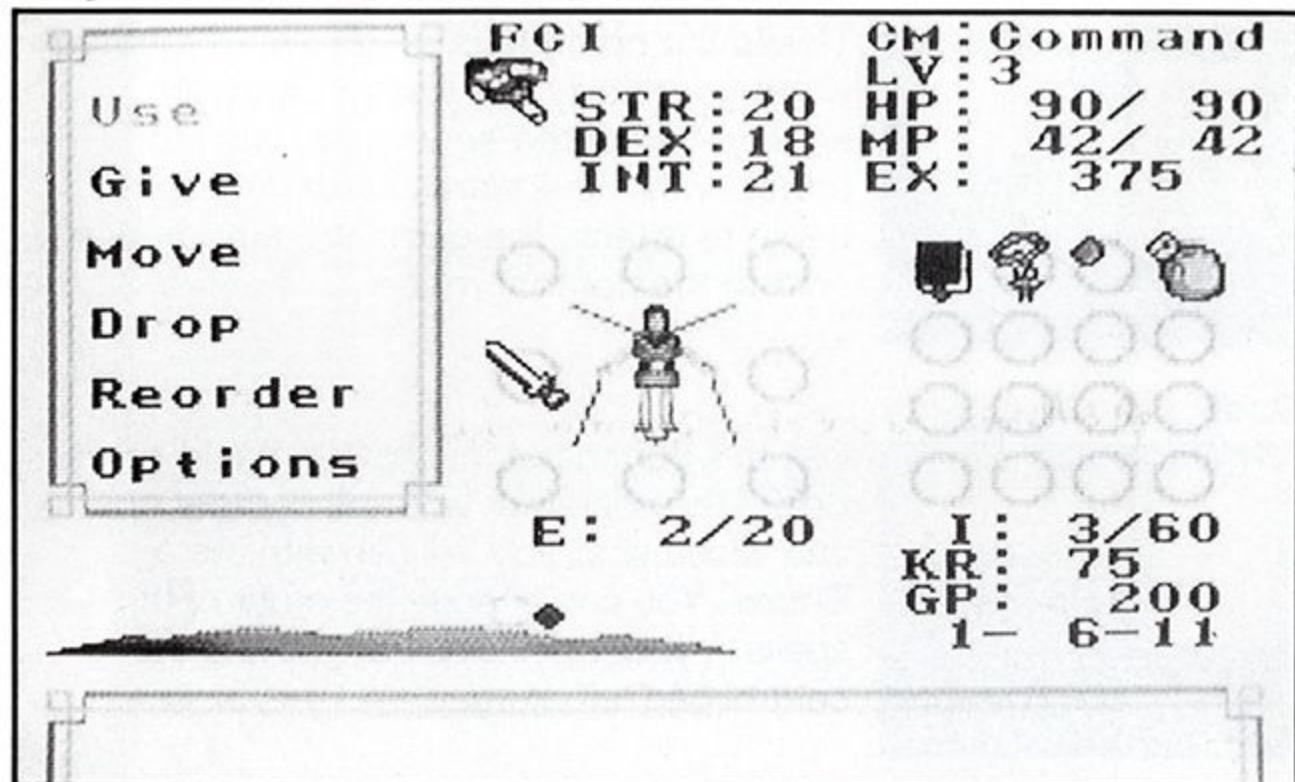 Use
Give
Move
Drop
Reorder
Options
FCI
STR:20
DEX:18
INT:21
CM:Command
LV:3
HP: 90/ 90
MP: 42/ 42
EX: 375
E: 2/20
I: 3/60
KR: 75
GP: 200
1- 6-11